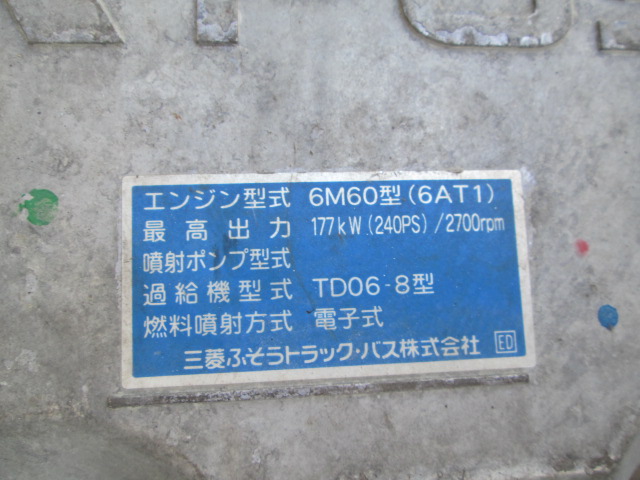 エンジン型式 6M60型(6AT1)
最高出力 177kW(240PS)/2700rpm
噴射ポンプ型式
過給機型式 TD06-8型
燃料噴射方式 電子式
三菱ふそうトラック・バス株式会社 ED